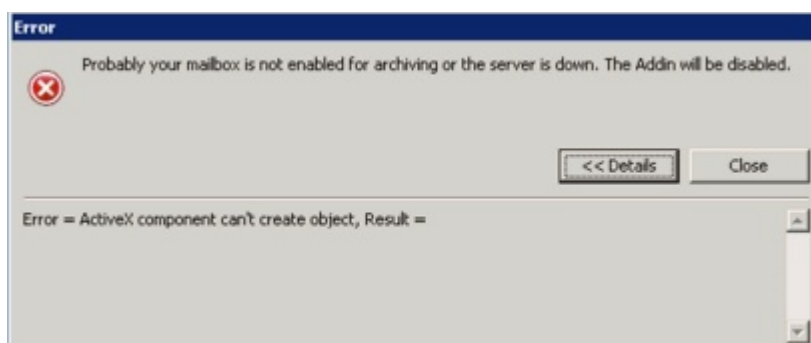 Error
Probably your mailbox is not enabled for archiving or the server is down. The Addin will be disabled.
<< Details
Close
Error = ActiveX component can't create object, Result =